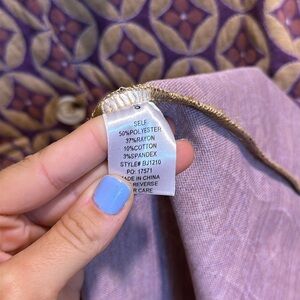 SELF
50%POLYESTER
37%RAYON
10%COTTON
3%SPANDEX
STYLE# BJ1210
PO: 17571
MADE IN CHINA
REVERSE
CARE